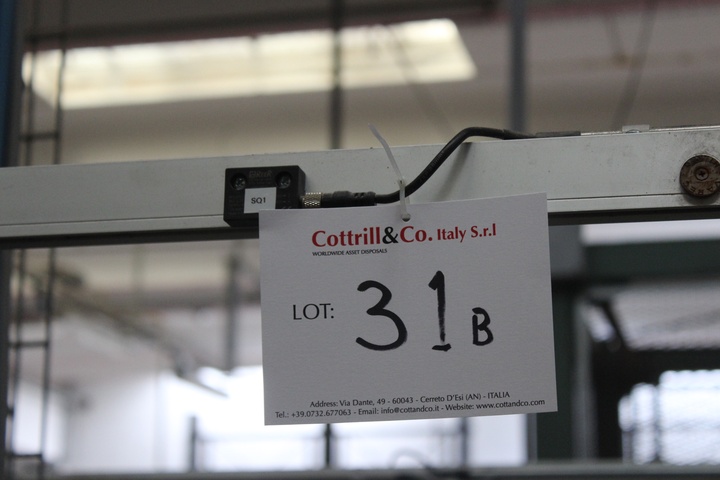 SQ1
Cottrill&Co. Italy S.r.l
WORLDWIDE ASSET DISPOSALS
LOT: 31B
Address: Via Dante, 49 - 60043 - Cerreto D'Esi (AN) - ITALIA
Tel.: +39.0732.677063 - Email: info@cottandco.it - Website: www.cottandco.com